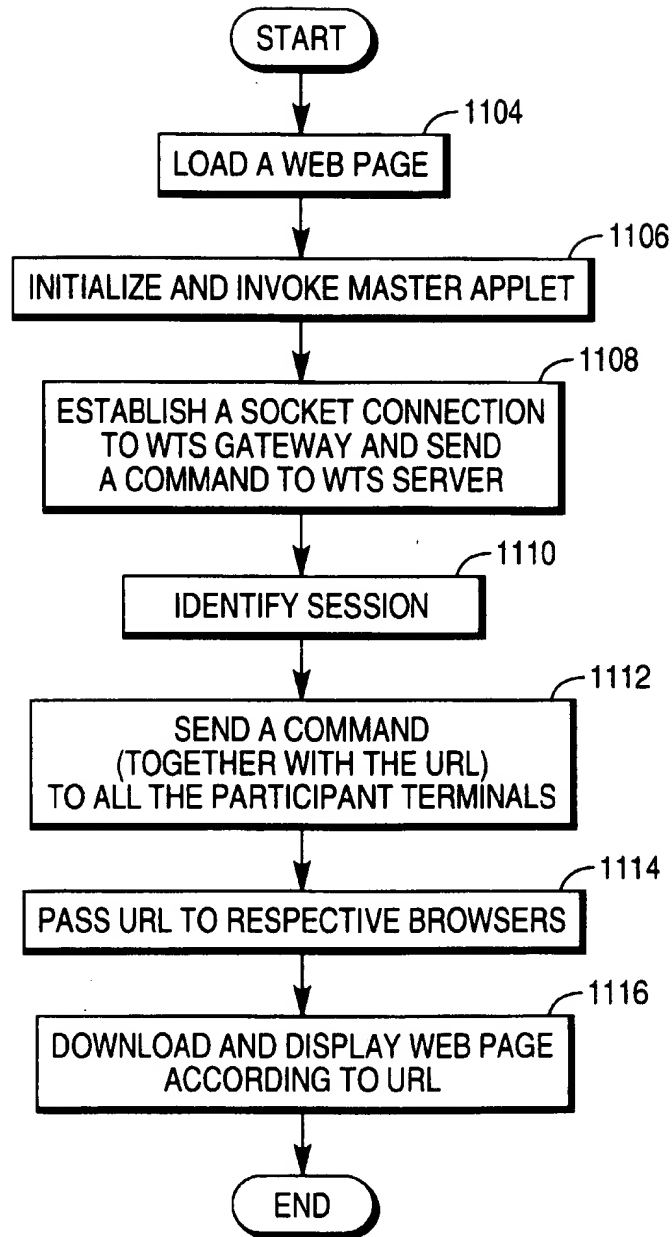 START
1104
LOAD A WEB PAGE
1106
INITIALIZE AND INVOKE MASTER APPLET
1108
ESTABLISH A SOCKET CONNECTION
TO WTS GATEWAY AND SEND
A COMMAND TO WTS SERVER
1110
IDENTIFY SESSION
1112
SEND A COMMAND
(TOGETHER WITH THE URL)
TO ALL THE PARTICIPANT TERMINALS
1114
PASS URL TO RESPECTIVE BROWSERS
1116
DOWNLOAD AND DISPLAY WEB PAGE
ACCORDING TO URL
END